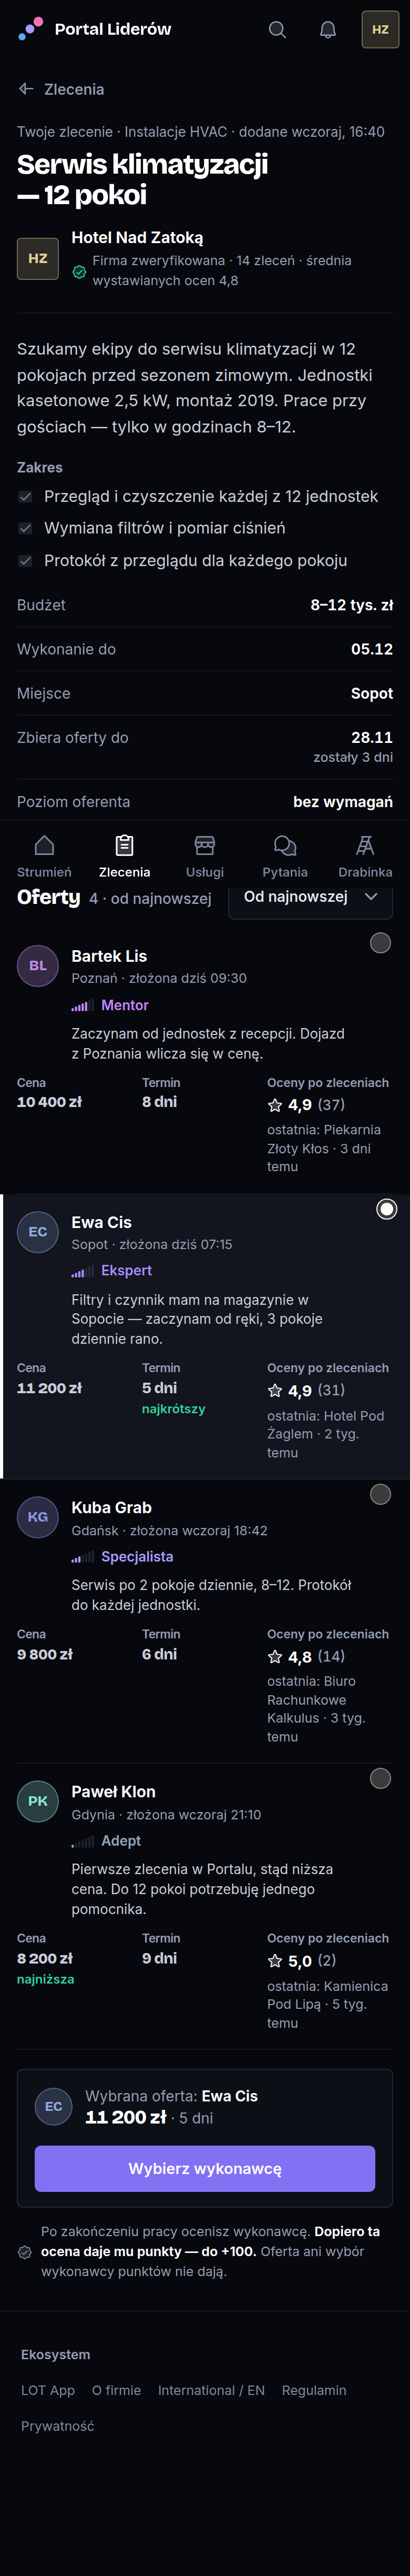 Portal Liderów
HZ
Zlecenia
Twoje zlecenie · Instalacje HVAC · dodane wczoraj, 16:40
Serwis klimatyzacji
— 12 pokoi
HZ
Hotel Nad Zatoką
Firma zweryfikowana · 14 zleceń · średnia
wystawianych ocen 4,8
Szukamy ekipy do serwisu klimatyzacji w 12
pokojach przed sezonem zimowym. Jednostki
kasetonowe 2,5 kW, montaż 2019. Prace przy
gościach — tylko w godzinach 8–12.
Zakres
Przegląd i czyszczenie każdej z 12 jednostek
Wymiana filtrów i pomiar ciśnień
Protokół z przeglądu dla każdego pokoju
Budżet 8–12 tys. zł
Wykonanie do 05.12
Miejsce Sopot
Zbiera oferty do 28.11
zostały 3 dni
Poziom oferenta bez wymagań
Strumień Zlecenia Usługi Pytania Drabinka
Oferty 4 · od najnowszej Od najnowszej
BL
Bartek Lis
Poznań · złożona dziś 09:30
Mentor
Zaczynam od jednostek z recepcji. Dojazd
z Poznania wlicza się w cenę.
Cena Termin Oceny po zleceniach
10 400 zł 8 dni 4,9 (37)
ostatnia: Piekarnia
Złoty Kłos · 3 dni
temu
EC
Ewa Cis
Sopot · złożona dziś 07:15
Ekspert
Filtry i czynnik mam na magazynie w
Sopocie — zaczynam od ręki, 3 pokoje
dziennie rano.
Cena Termin Oceny po zleceniach
11 200 zł 5 dni 4,9 (31)
najkrótszy
ostatnia: Hotel Pod
Żaglem · 2 tyg.
temu
KG
Kuba Grab
Gdańsk · złożona wczoraj 18:42
Specjalista
Serwis po 2 pokoje dziennie, 8–12. Protokół
do każdej jednostki.
Cena Termin Oceny po zleceniach
9 800 zł 6 dni 4,8 (14)
ostatnia: Biuro
Rachunkowe
Kalkulus · 3 tyg.
temu
PK
Paweł Klon
Gdynia · złożona wczoraj 21:10
Adept
Pierwsze zlecenia w Portalu, stąd niższa
cena. Do 12 pokoi potrzebuję jednego
pomocnika.
Cena Termin Oceny po zleceniach
8 200 zł 9 dni 5,0 (2)
najniższa
ostatnia: Kamienica
Pod Lipą · 5 tyg.
temu
EC
Wybrana oferta: Ewa Cis
11 200 zł · 5 dni
Wybierz wykonawcę
Po zakończeniu pracy ocenisz wykonawcę. Dopiero ta
ocena daje mu punkty — do +100. Oferta ani wybór
wykonawcy punktów nie dają.
Ekosystem
LOT App O firmie International / EN Regulamin
Prywatność